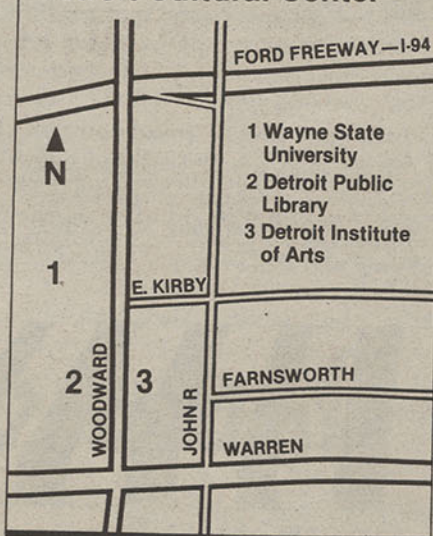 FORD FREEWAY—I-94
1 Wayne State
University
2 Detroit Public
Library
3 Detroit Institute
of Arts
N
1
E. KIRBY
2
WOODWARD
3
JOHN R
FARNSWORTH
WARREN